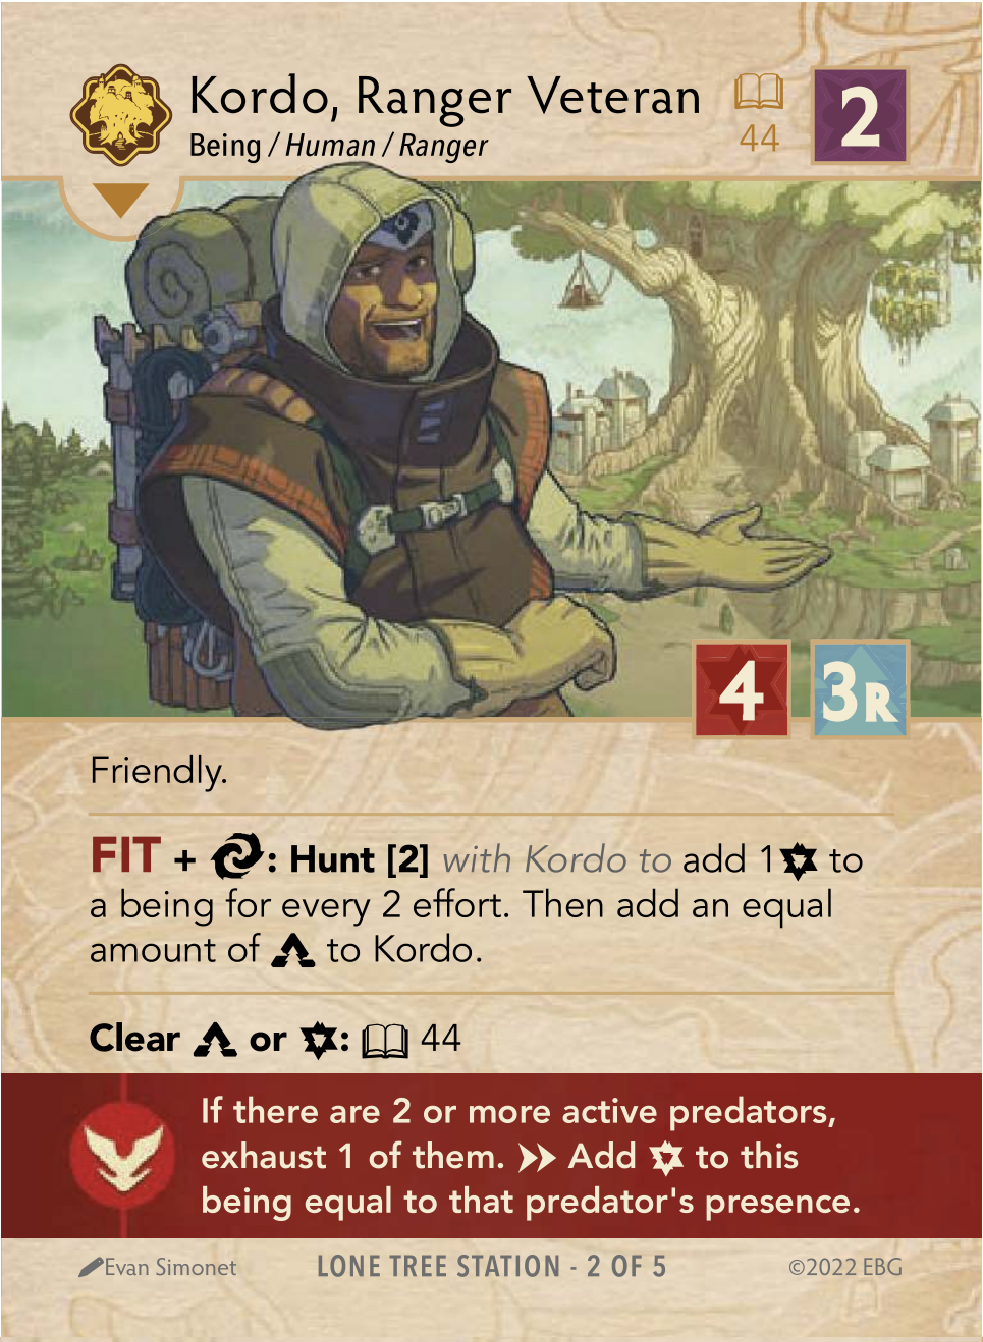 Kordo, Ranger Veteran
44
2
Being / Human / Ranger
4
3R
Friendly.
FIT + : Hunt [2] with Kordo to add 1 to
a being for every 2 effort. Then add an equal
amount of to Kordo.
Clear or : 44
If there are 2 or more active predators,
exhaust 1 of them. Add to this
being equal to that predator's presence.
Evan Simonet
LONE TREE STATION - 2 OF 5
©2022 EBG